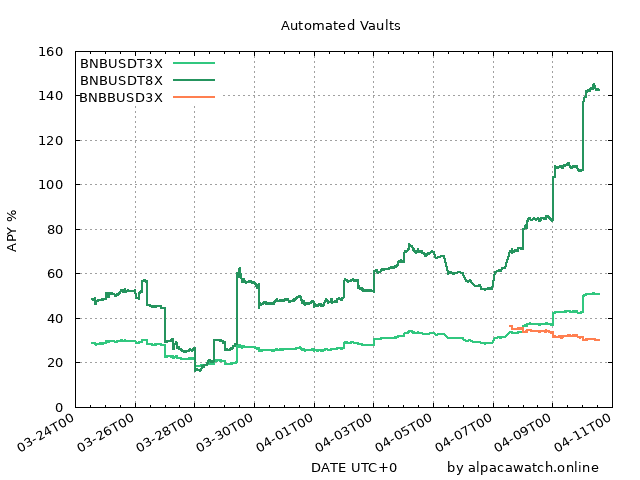 Automated Vaults
BNBUSDT3X
BNBUSDT8X
BNBBUSD3X
APY %
160
140
120
100
80
60
40
20
0
03-24T00
03-26T00
03-28T00
03-30T00
04-01T00
04-03T00
04-05T00
04-07T00
04-09T00
04-11T00
DATE UTC+0
by alpacawatch.online